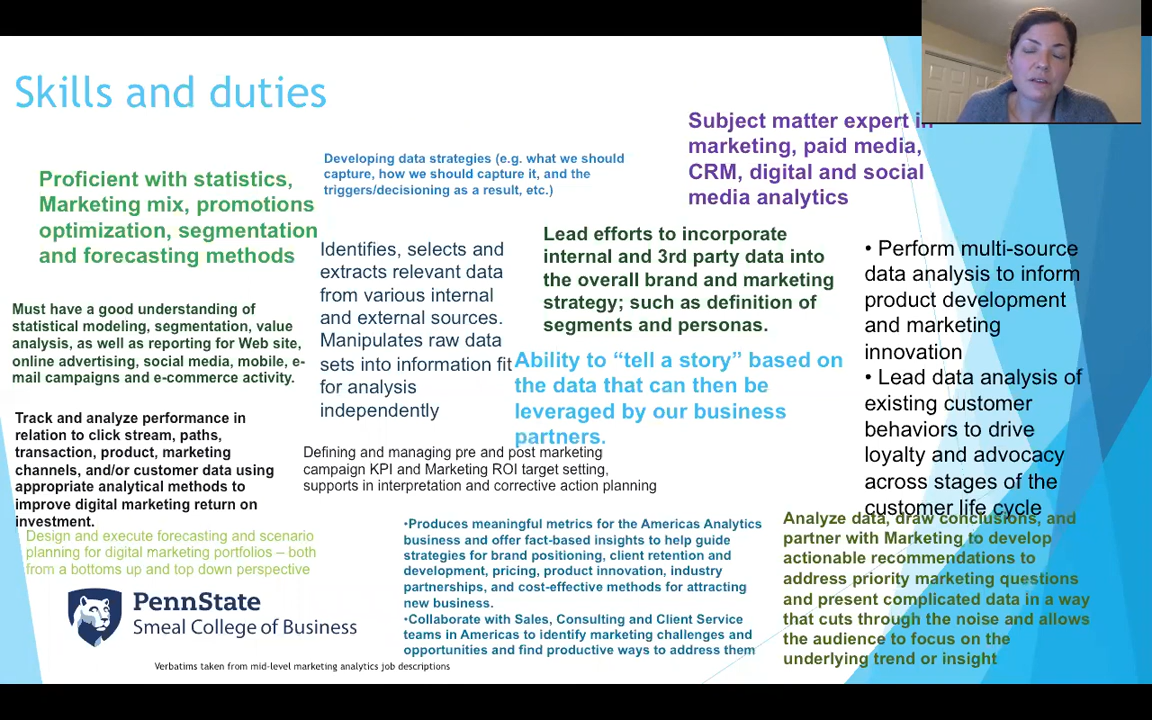 Skills and duties
Subject matter expert in
marketing, paid media,
CRM, digital and social
media analytics
Developing data strategies (e.g. what we should
capture, how we should capture it, and the
triggers/decisioning as a result, etc.)
Proficient with statistics,
Marketing mix, promotions
optimization, segmentation
and forecasting methods
Lead efforts to incorporate
internal and 3rd party data into
the overall brand and marketing
strategy; such as definition of
segments and personas.
Identifies, selects and
extracts relevant data
from various internal
and external sources.
Manipulates raw data
sets into information fit
for analysis
independently
• Perform multi-source
data analysis to inform
product development
and marketing
innovation
• Lead data analysis of
existing customer
behaviors to drive
loyalty and advocacy
across stages of the
customer life cycle
Must have a good understanding of
statistical modeling, segmentation, value
analysis, as well as reporting for Web site,
online advertising, social media, mobile, e-
mail campaigns and e-commerce activity.
Ability to “tell a story” based on
the data that can then be
leveraged by our business
partners.
Track and analyze performance in
relation to click stream, paths,
transaction, product, marketing
channels, and/or customer data using
appropriate analytical methods to
improve digital marketing return on
investment.
Defining and managing pre and post marketing
campaign KPI and Marketing ROI target setting,
supports in interpretation and corrective action planning
Design and execute forecasting and scenario
planning for digital marketing portfolios – both
from a bottoms up and top down perspective
•Produces meaningful metrics for the Americas Analytics
business and offer fact-based insights to help guide
strategies for brand positioning, client retention and
development, pricing, product innovation, industry
partnerships, and cost-effective methods for attracting
new business.
•Collaborate with Sales, Consulting and Client Service
teams in Americas to identify marketing challenges and
opportunities and find productive ways to address them
Analyze data, draw conclusions, and
partner with Marketing to develop
actionable recommendations to
address priority marketing questions
and present complicated data in a way
that cuts through the noise and allows
the audience to focus on the
underlying trend or insight
PennState
Smeal College of Business
Verbatims taken from mid-level marketing analytics job descriptions